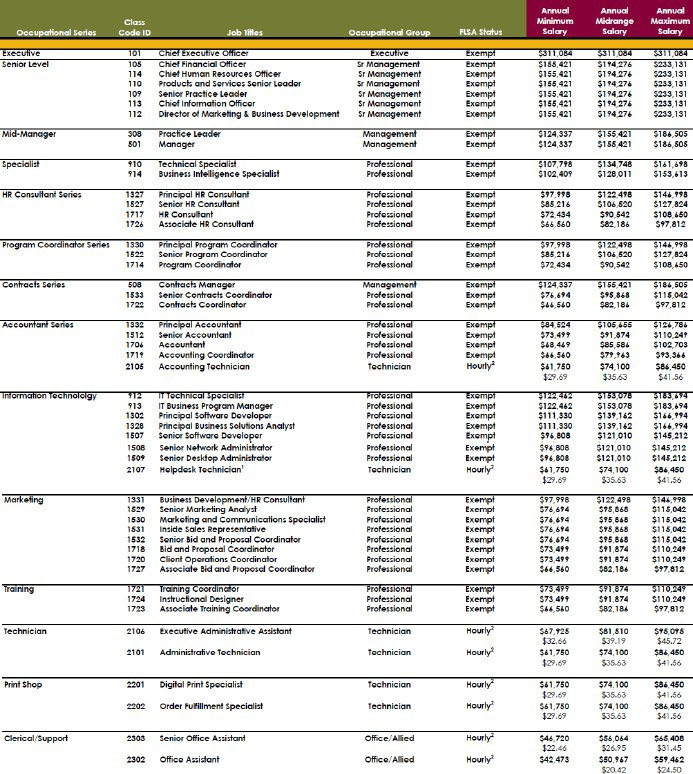 Occupational Series Class Code ID Job Titles Occupational Group FLSA Status Annual Minimum Salary Annual Midrange Salary Annual Maximum Salary
Executive 101 Chief Executive Officer Executive Exempt $311,084 $311,084 $311,084
Senior Level 105 Chief Financial Officer Sr Management Exempt $155,421 $194,276 $233,131
114 Chief Human Resources Officer Sr Management Exempt $155,421 $194,276 $233,131
110 Products and Services Senior Leader Sr Management Exempt $155,421 $194,276 $233,131
109 Senior Practice Leader Sr Management Exempt $155,421 $194,276 $233,131
113 Chief Information Officer Sr Management Exempt $155,421 $194,276 $233,131
112 Director of Marketing & Business Development Sr Management Exempt $155,421 $194,276 $233,131
Mid-Manager 308 Practice Leader Management Exempt $124,337 $155,421 $186,505
501 Manager Management Exempt $124,337 $155,421 $186,505
Specialist 910 Technical Specialist Professional Exempt $107,798 $134,748 $161,698
914 Business Intelligence Specialist Professional Exempt $102,409 $128,011 $153,613
HR Consultant Series 1327 Principal HR Consultant Professional Exempt $97,998 $122,498 $146,998
1527 Senior HR Consultant Professional Exempt $85,216 $106,520 $127,824
1717 HR Consultant Professional Exempt $72,434 $90,542 $108,650
1726 Associate HR Consultant Professional Exempt $66,560 $82,186 $97,812
Program Coordinator Series 1330 Principal Program Coordinator Professional Exempt $97,998 $122,498 $146,998
1522 Senior Program Coordinator Professional Exempt $85,216 $106,520 $127,824
1714 Program Coordinator Professional Exempt $72,434 $90,542 $108,650
Contracts Series 508 Contracts Manager Management Exempt $124,337 $155,421 $186,505
1533 Senior Contracts Coordinator Professional Exempt $76,694 $95,868 $115,042
1722 Contracts Coordinator Professional Exempt $66,560 $82,186 $97,812
Accountant Series 1332 Principal Accountant Professional Exempt $84,524 $105,655 $126,786
1512 Senior Accountant Professional Exempt $73,499 $91,874 $110,249
1706 Accountant Professional Exempt $68,469 $85,586 $102,703
1719 Accounting Coordinator Professional Exempt $66,560 $79,963 $93,366
2105 Accounting Technician Technician Hourly² $61,750 $74,100 $86,450
$29.69 $35.63 $41.56
Information Technololgy 912 IT Technical Specialist Professional Exempt $122,462 $153,078 $183,694
913 IT Business Program Manager Professional Exempt $122,462 $153,078 $183,694
1302 Principal Software Developer Professional Exempt $111,330 $139,162 $166,994
1328 Principal Business Solutions Analyst Professional Exempt $111,330 $139,162 $166,994
1507 Senior Software Developer Professional Exempt $96,808 $121,010 $145,212
1508 Senior Network Administrator Professional Exempt $96,808 $121,010 $145,212
1509 Senior Desktop Administrator Professional Exempt $96,808 $121,010 $145,212
2107 Helpdesk Technician¹ Technician Hourly² $61,750 $74,100 $86,450
$29.69 $35.63 $41.56
Marketing 1331 Business Development/HR Consultant Professional Exempt $97,998 $122,498 $146,998
1529 Senior Marketing Analyst Professional Exempt $76,694 $95,868 $115,042
1530 Marketing and Communications Specialist Professional Exempt $76,694 $95,868 $115,042
1531 Inside Sales Representative Professional Exempt $76,694 $95,868 $115,042
1532 Senior Bid and Proposal Coordinator Professional Exempt $76,694 $95,868 $115,042
1718 Bid and Proposal Coordinator Professional Exempt $73,499 $91,874 $110,249
1720 Client Operations Coordinator Professional Exempt $73,499 $91,874 $110,249
1727 Associate Bid and Proposal Coordinator Professional Exempt $66,560 $82,186 $97,812
Training 1721 Training Coordinator Professional Exempt $73,499 $91,874 $110,249
1724 Instructional Designer Professional Exempt $73,499 $91,874 $110,249
1723 Associate Training Coordinator Professional Exempt $66,560 $82,186 $97,812
Technician 2106 Executive Administrative Assistant Technician Hourly² $67,925 $81,510 $95,095
$32.66 $39.19 $45.72
2101 Administrative Technician Technician Hourly² $61,750 $74,100 $86,450
$29.69 $35.63 $41.56
Print Shop 2201 Digital Print Specialist Technician Hourly² $61,750 $74,100 $86,450
$29.69 $35.63 $41.56
2202 Order Fulfillment Specialist Technician Hourly² $61,750 $74,100 $86,450
$29.69 $35.63 $41.56
Clerical/Support 2303 Senior Office Assistant Office/Allied Hourly² $46,720 $56,064 $65,408
$22.46 $26.95 $31.45
2302 Office Assistant Office/Allied Hourly² $42,473 $50,967 $59,462
$20.42 $24.50